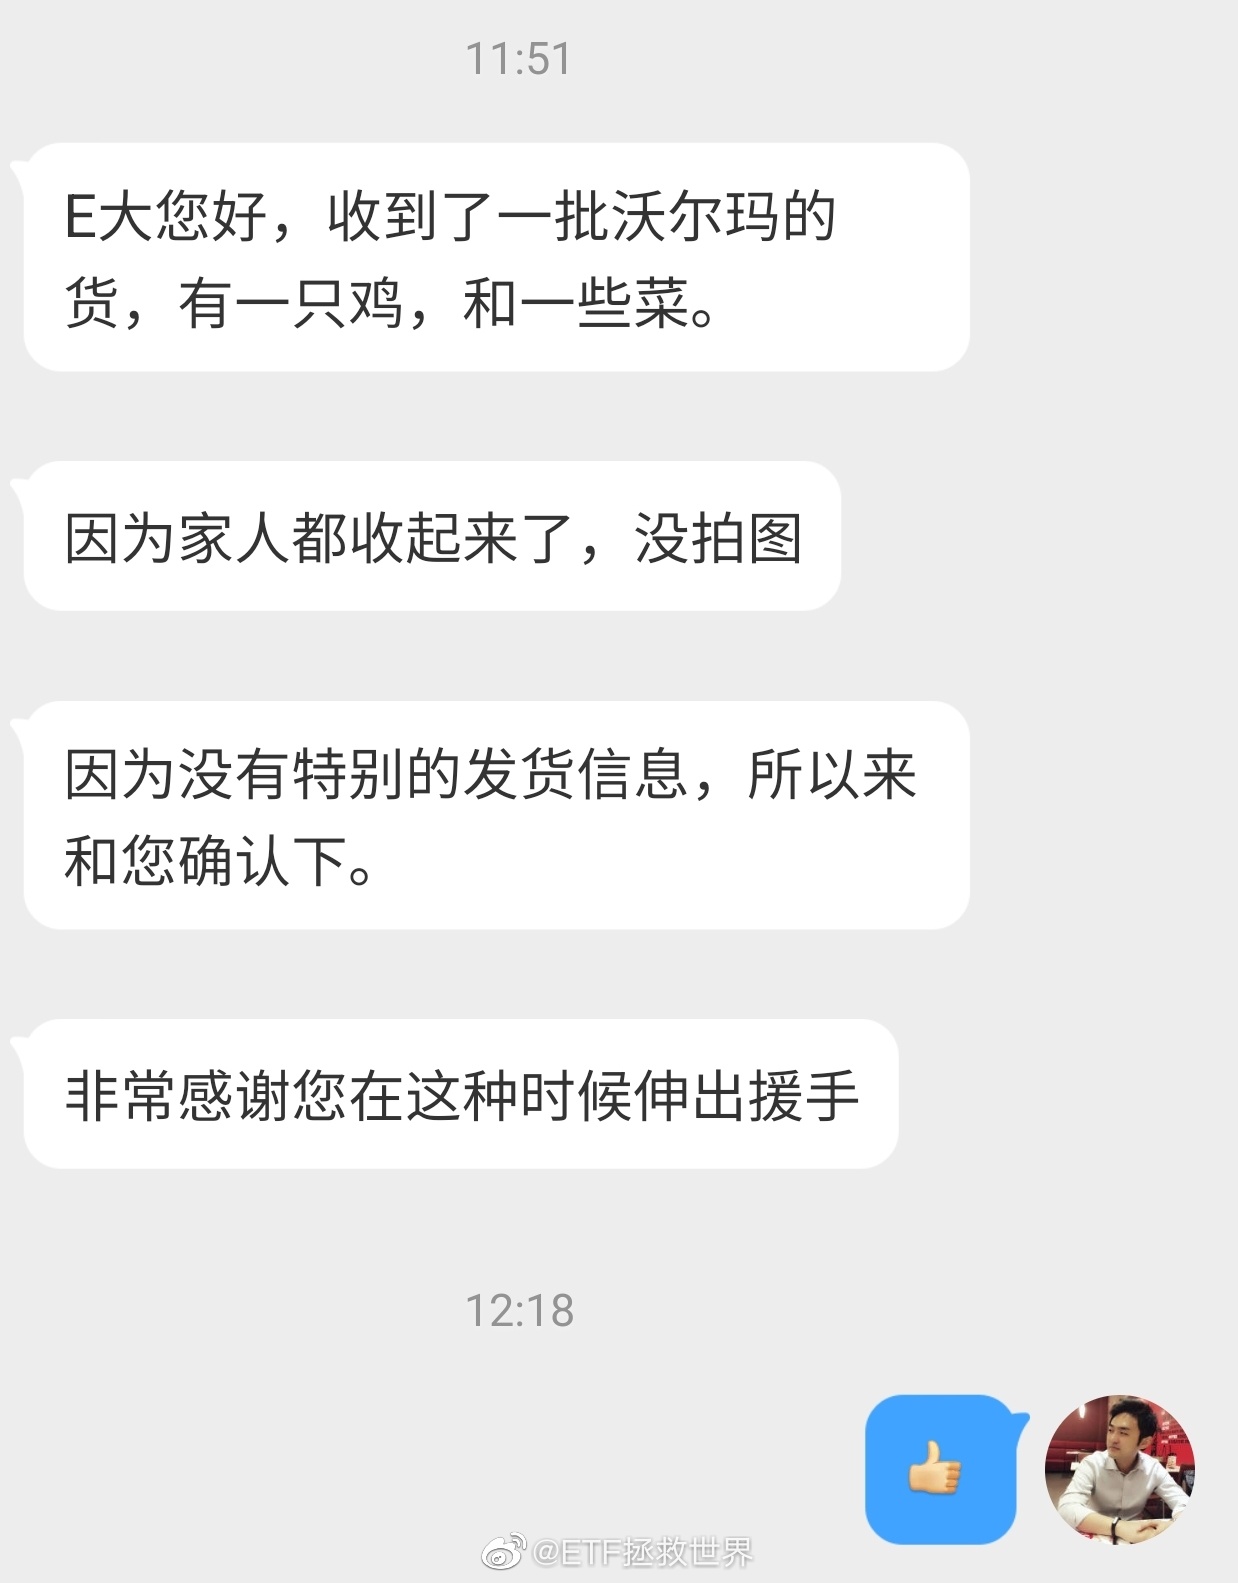 11:51
E大您好，收到了一批沃尔玛的
货，有一只鸡，和一些菜。
因为家人都收起来了，没拍图
因为没有特别的发货信息，所以来
和您确认下。
非常感谢您在这种时候伸出援手
12:18
👍
@ETF拯救世界